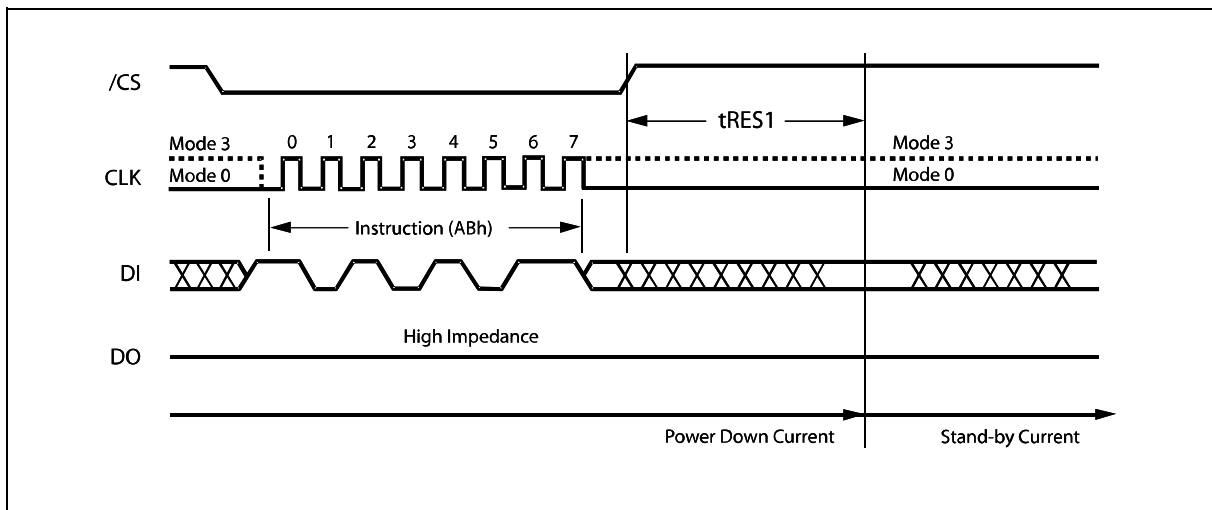 /CS
tRES1
Mode 3 0 1 2 3 4 5 6 7 Mode 3
CLK Mode 0 Mode 0
Instruction (ABh)
DI
High Impedance
DO
Power Down Current Stand-by Current